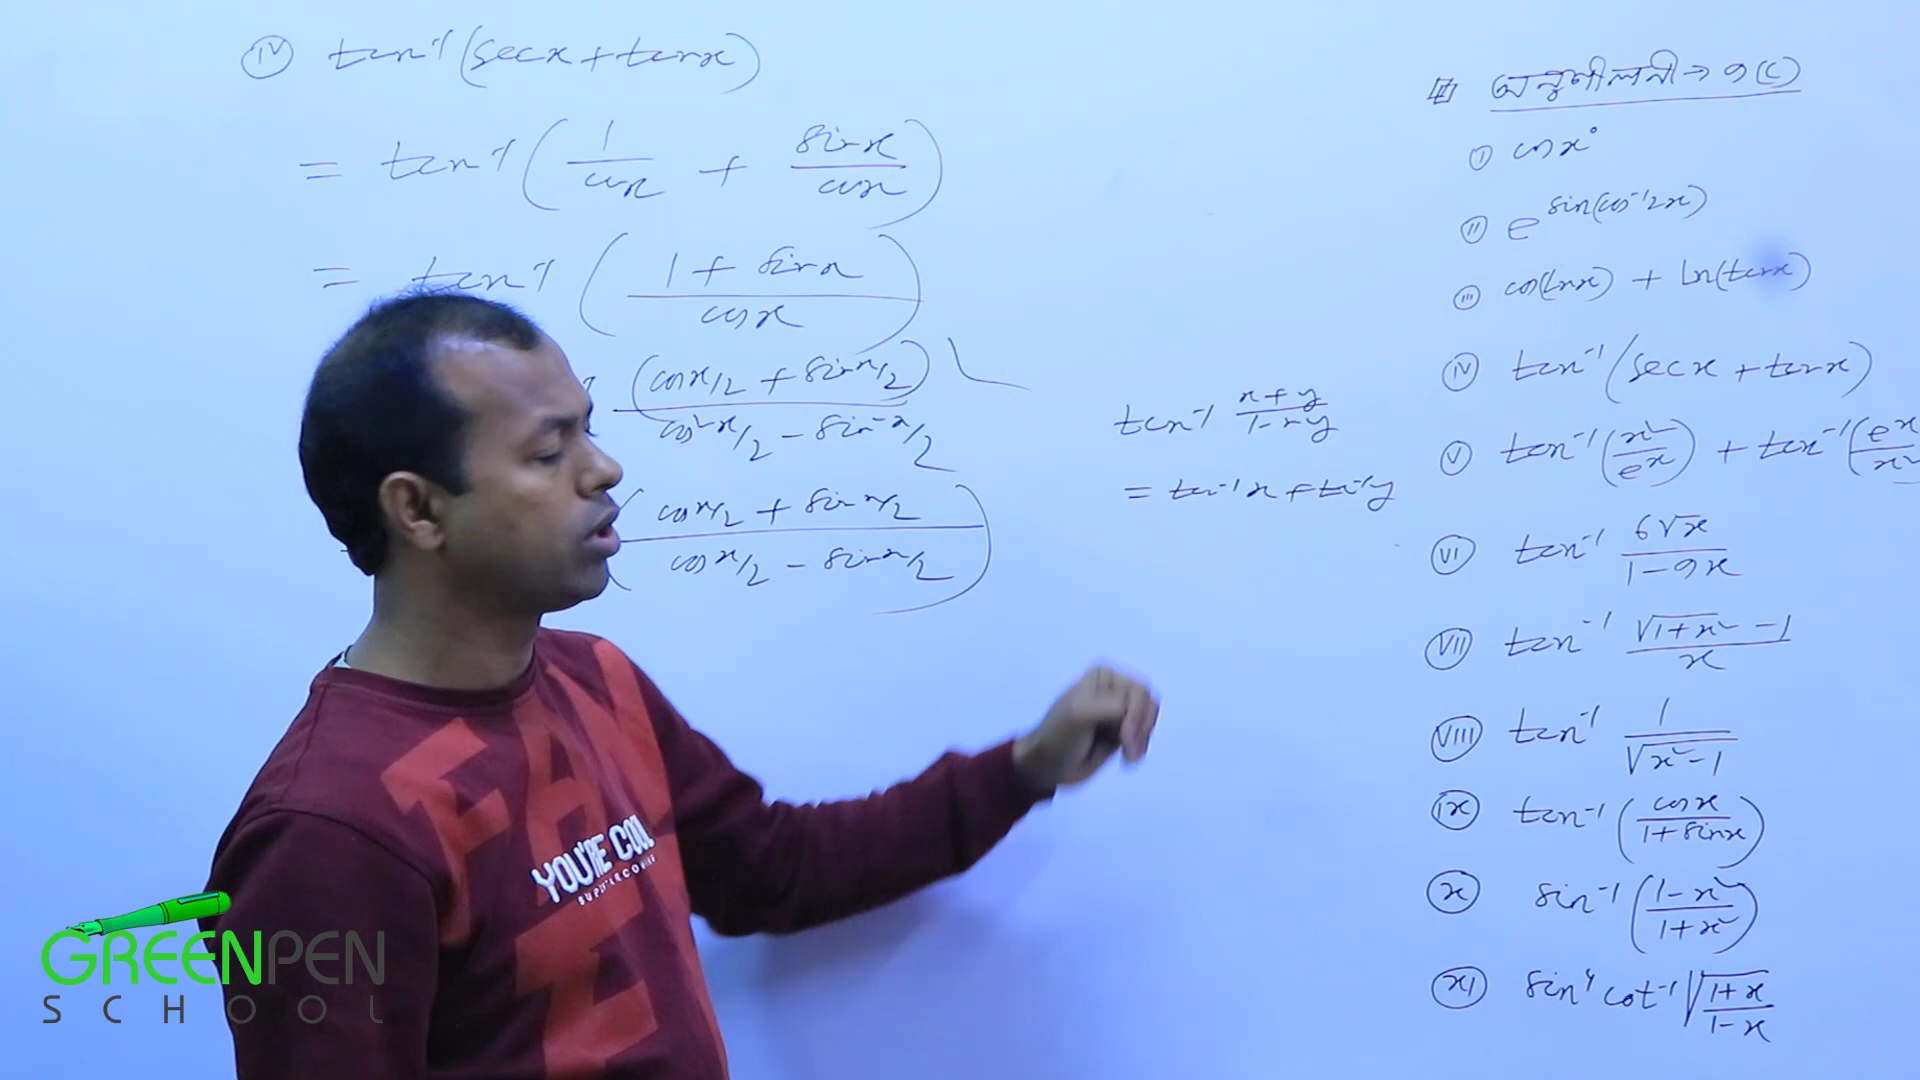 (IV) tan⁻¹(secx + tanx)
= tan⁻¹(1/cosx + sinx/cosx)
= tan⁻¹((1 + sinx)/cosx)
(cosx/2 + sinx/2)/(cos²x/2 - sin²x/2)
((cosx/2 + sinx/2)/(cosx/2 - sinx/2))
tan⁻¹ (x+y)/(1-xy)
= tan⁻¹x + tan⁻¹y
অনুশীলনী → 9(C)
(I) cosx°
(II) e^sin(cos⁻¹2x)
(III) cos(lnx) + ln(tanx)
(IV) tan⁻¹(secx + tanx)
(V) tan⁻¹(x²/eˣ) + tan⁻¹(eˣ/x²
(VI) tan⁻¹ 6√x/(1-9x)
(VII) tan⁻¹ (√(1+x²) -1)/x
(VIII) tan⁻¹ 1/√(x²-1)
(IX) tan⁻¹(cosx/(1+sinx))
(X) sin⁻¹((1-x²)/(1+x²))
(XI) sin⁴ cot⁻¹√((1+x)/(1-x))
YOU'RE COOL
GREENPEN
SCHOOL